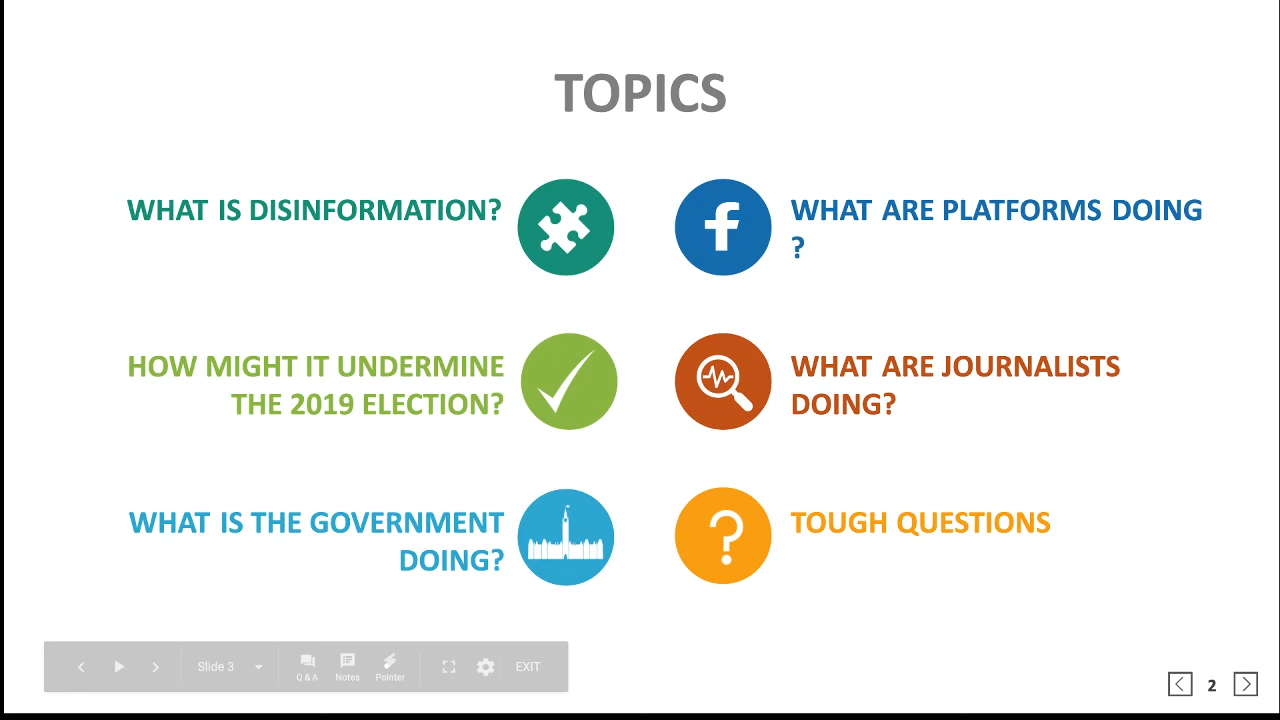 TOPICS
WHAT IS DISINFORMATION?
WHAT ARE PLATFORMS DOING
?
HOW MIGHT IT UNDERMINE
THE 2019 ELECTION?
WHAT ARE JOURNALISTS
DOING?
WHAT IS THE GOVERNMENT
DOING?
TOUGH QUESTIONS
Slide 3
Q & A
Notes
Pointer
EXIT
2